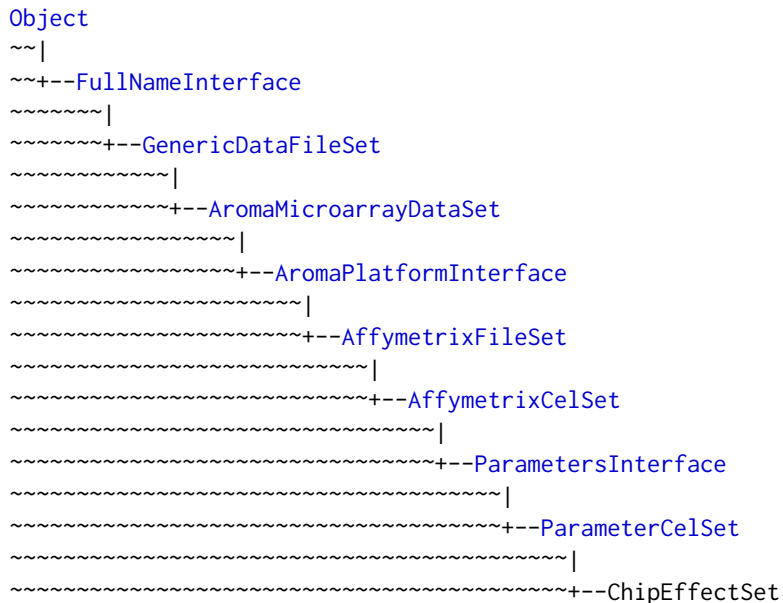 Object
~~|
~~+--FullNameInterface
~~~~~~~|
~~~~~~~+--GenericDataFileSet
~~~~~~~~~~~~|
~~~~~~~~~~~~+--AromaMicroarrayDataSet
~~~~~~~~~~~~~~~~~|
~~~~~~~~~~~~~~~~~+--AromaPlatformInterface
~~~~~~~~~~~~~~~~~~~~~~|
~~~~~~~~~~~~~~~~~~~~~~+--AffymetrixFileSet
~~~~~~~~~~~~~~~~~~~~~~~~~~~|
~~~~~~~~~~~~~~~~~~~~~~~~~~~+--AffymetrixCelSet
~~~~~~~~~~~~~~~~~~~~~~~~~~~~~~~~|
~~~~~~~~~~~~~~~~~~~~~~~~~~~~~~~~+--ParametersInterface
~~~~~~~~~~~~~~~~~~~~~~~~~~~~~~~~~~~~~|
~~~~~~~~~~~~~~~~~~~~~~~~~~~~~~~~~~~~~+--ParameterCelSet
~~~~~~~~~~~~~~~~~~~~~~~~~~~~~~~~~~~~~~~~~~|
~~~~~~~~~~~~~~~~~~~~~~~~~~~~~~~~~~~~~~~~~~+--ChipEffectSet